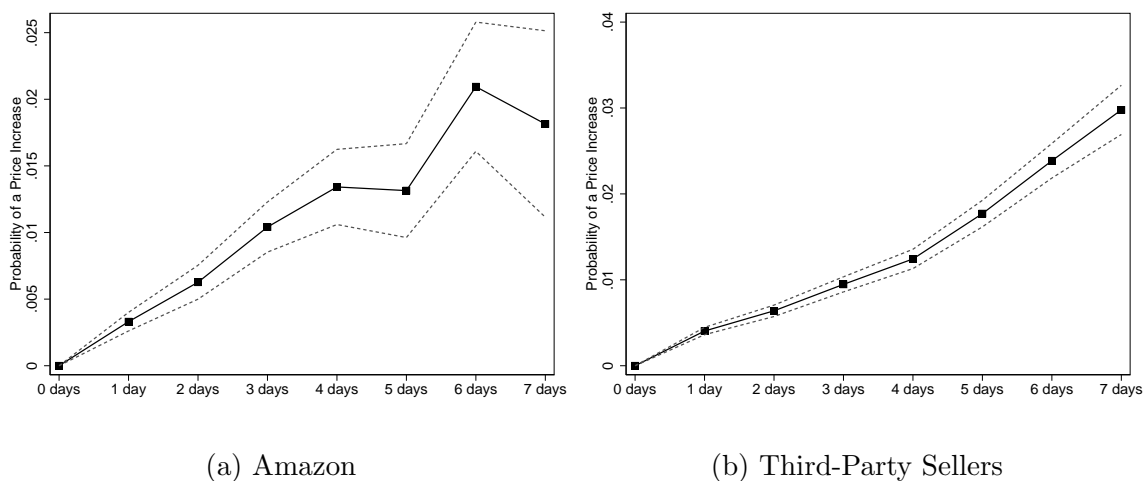 Probability of a Price Increase
.025
.02
.015
.01
.005
0
0 days 1 day 2 days 3 days 4 days 5 days 6 days 7 days
(a) Amazon
Probability of a Price Increase
.04
.03
.02
.01
0
0 days 1 day 2 days 3 days 4 days 5 days 6 days 7 days
(b) Third-Party Sellers